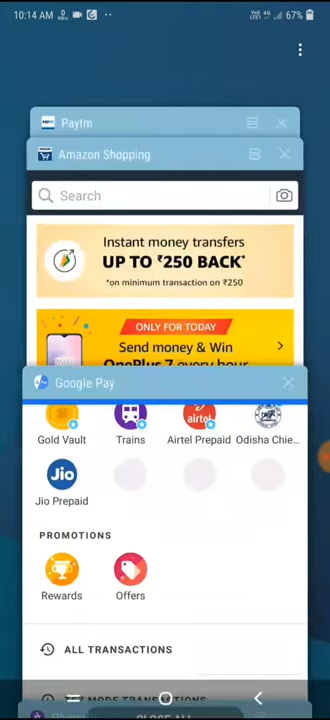 10:14 AM
67%
Paytm
Amazon Shopping
Search
Instant money transfers
UP TO ₹250 BACK*
*on minimum transaction on ₹250
ONLY FOR TODAY
Send money & Win
OnePlus 7 every hour
Google Pay
Gold Vault
Trains
Airtel Prepaid
Odisha Chie...
Jio
Jio Prepaid
PROMOTIONS
Rewards
Offers
ALL TRANSACTIONS
CLOSE ALL